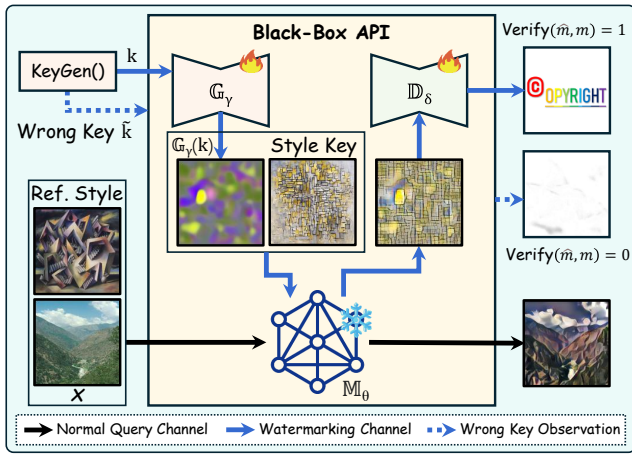 Black-Box API
Verify(m̂, m) = 1
KeyGen()
k
𝔾γ
𝔻δ
Wrong Key k̃
𝔾γ(k)
Style Key
© OPYRIGHT
Ref. Style
Verify(m̂, m) = 0
x
𝕄θ
Normal Query Channel
Watermarking Channel
Wrong Key Observation